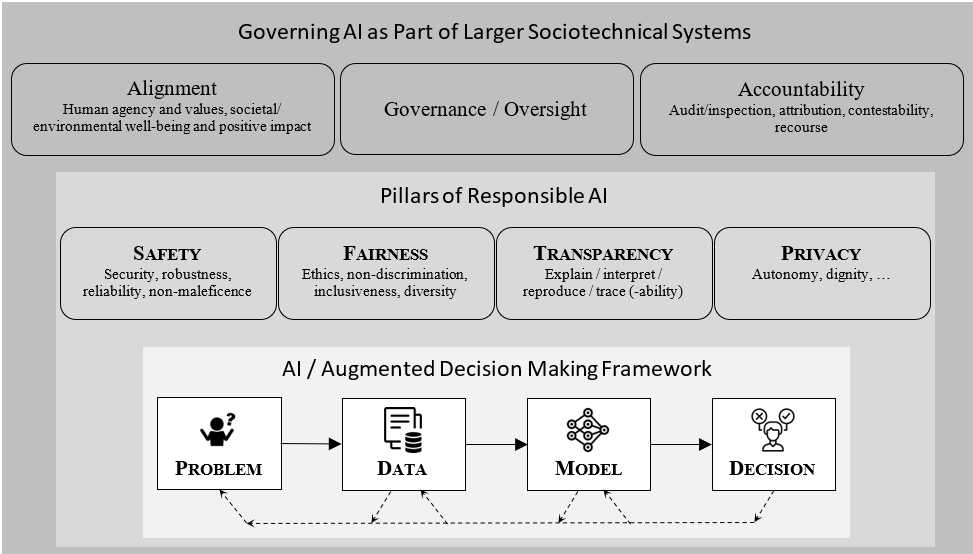 Governing AI as Part of Larger Sociotechnical Systems
Alignment
Human agency and values, societal/
environmental well-being and positive impact
Governance / Oversight
Accountability
Audit/inspection, attribution, contestability,
recourse
Pillars of Responsible AI
SAFETY
Security, robustness,
reliability, non-maleficence
FAIRNESS
Ethics, non-discrimination,
inclusiveness, diversity
TRANSPARENCY
Explain / interpret /
reproduce / trace (-ability)
PRIVACY
Autonomy, dignity, …
AI / Augmented Decision Making Framework
?
PROBLEM
DATA
MODEL
DECISION